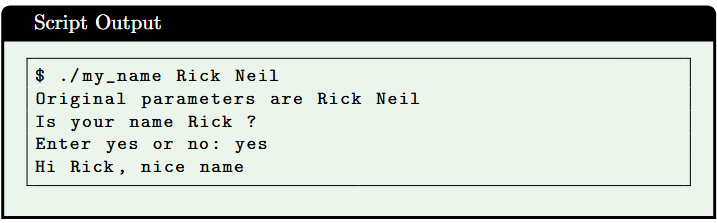 Script Output
$ ./my_name Rick Neil
Original parameters are Rick Neil
Is your name Rick ?
Enter yes or no: yes
Hi Rick, nice name